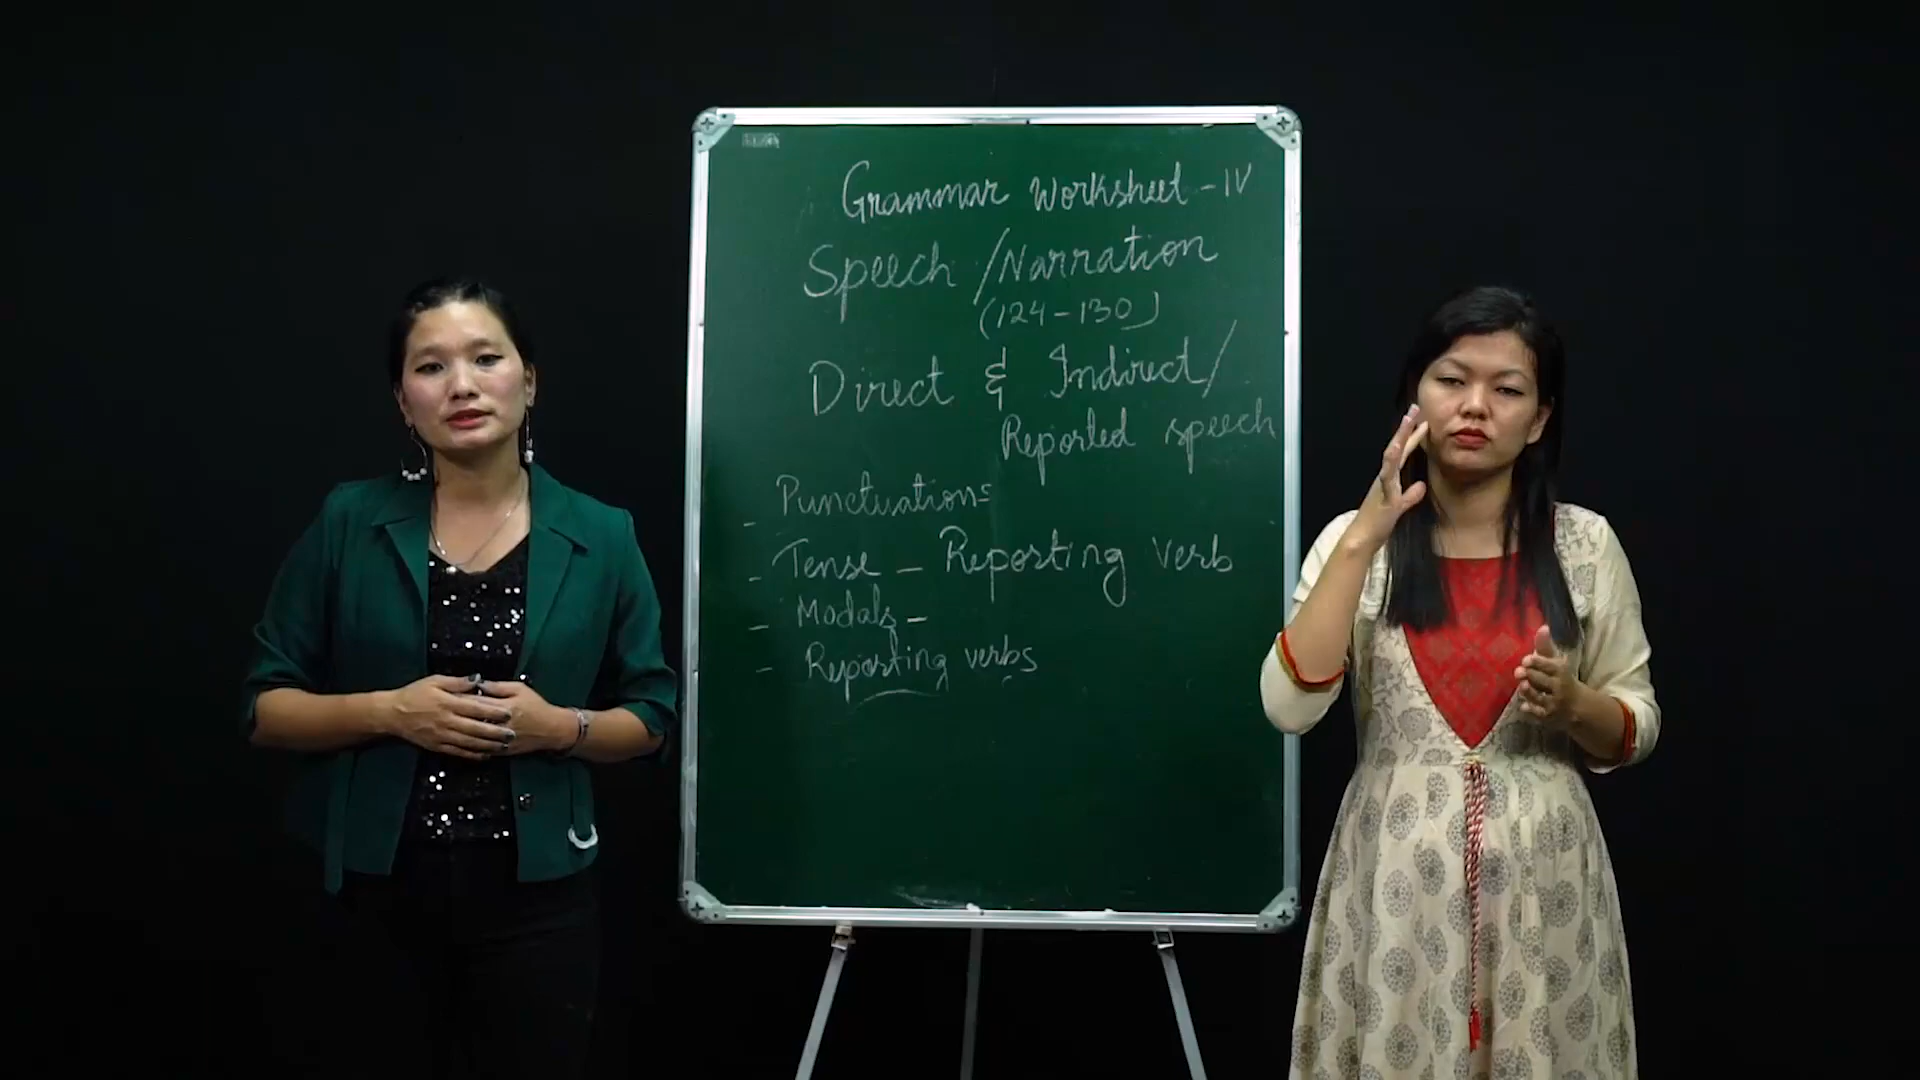 Grammar Worksheet - IV
Speech / Narration
(124-130)
Direct & Indirect/
Reported speech
- Punctuations
- Tense - Reporting Verb
- Modals -
- Reporting verbs